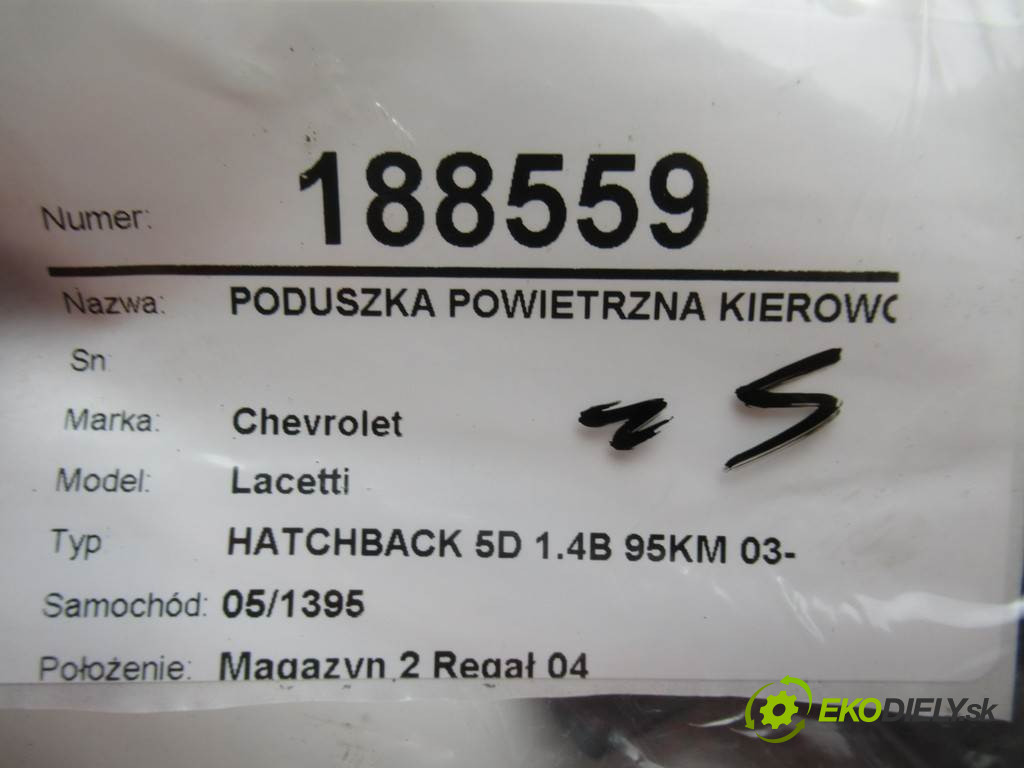 Numer: 188559
Nazwa: PODUSZKA POWIETRZNA KIEROWC
Sn
Marka: Chevrolet
Model: Lacetti
Typ HATCHBACK 5D 1.4B 95KM 03-
Samochód: 05/1395
Położenie: Magazyn 2 Regał 04
EKODIELY.sk